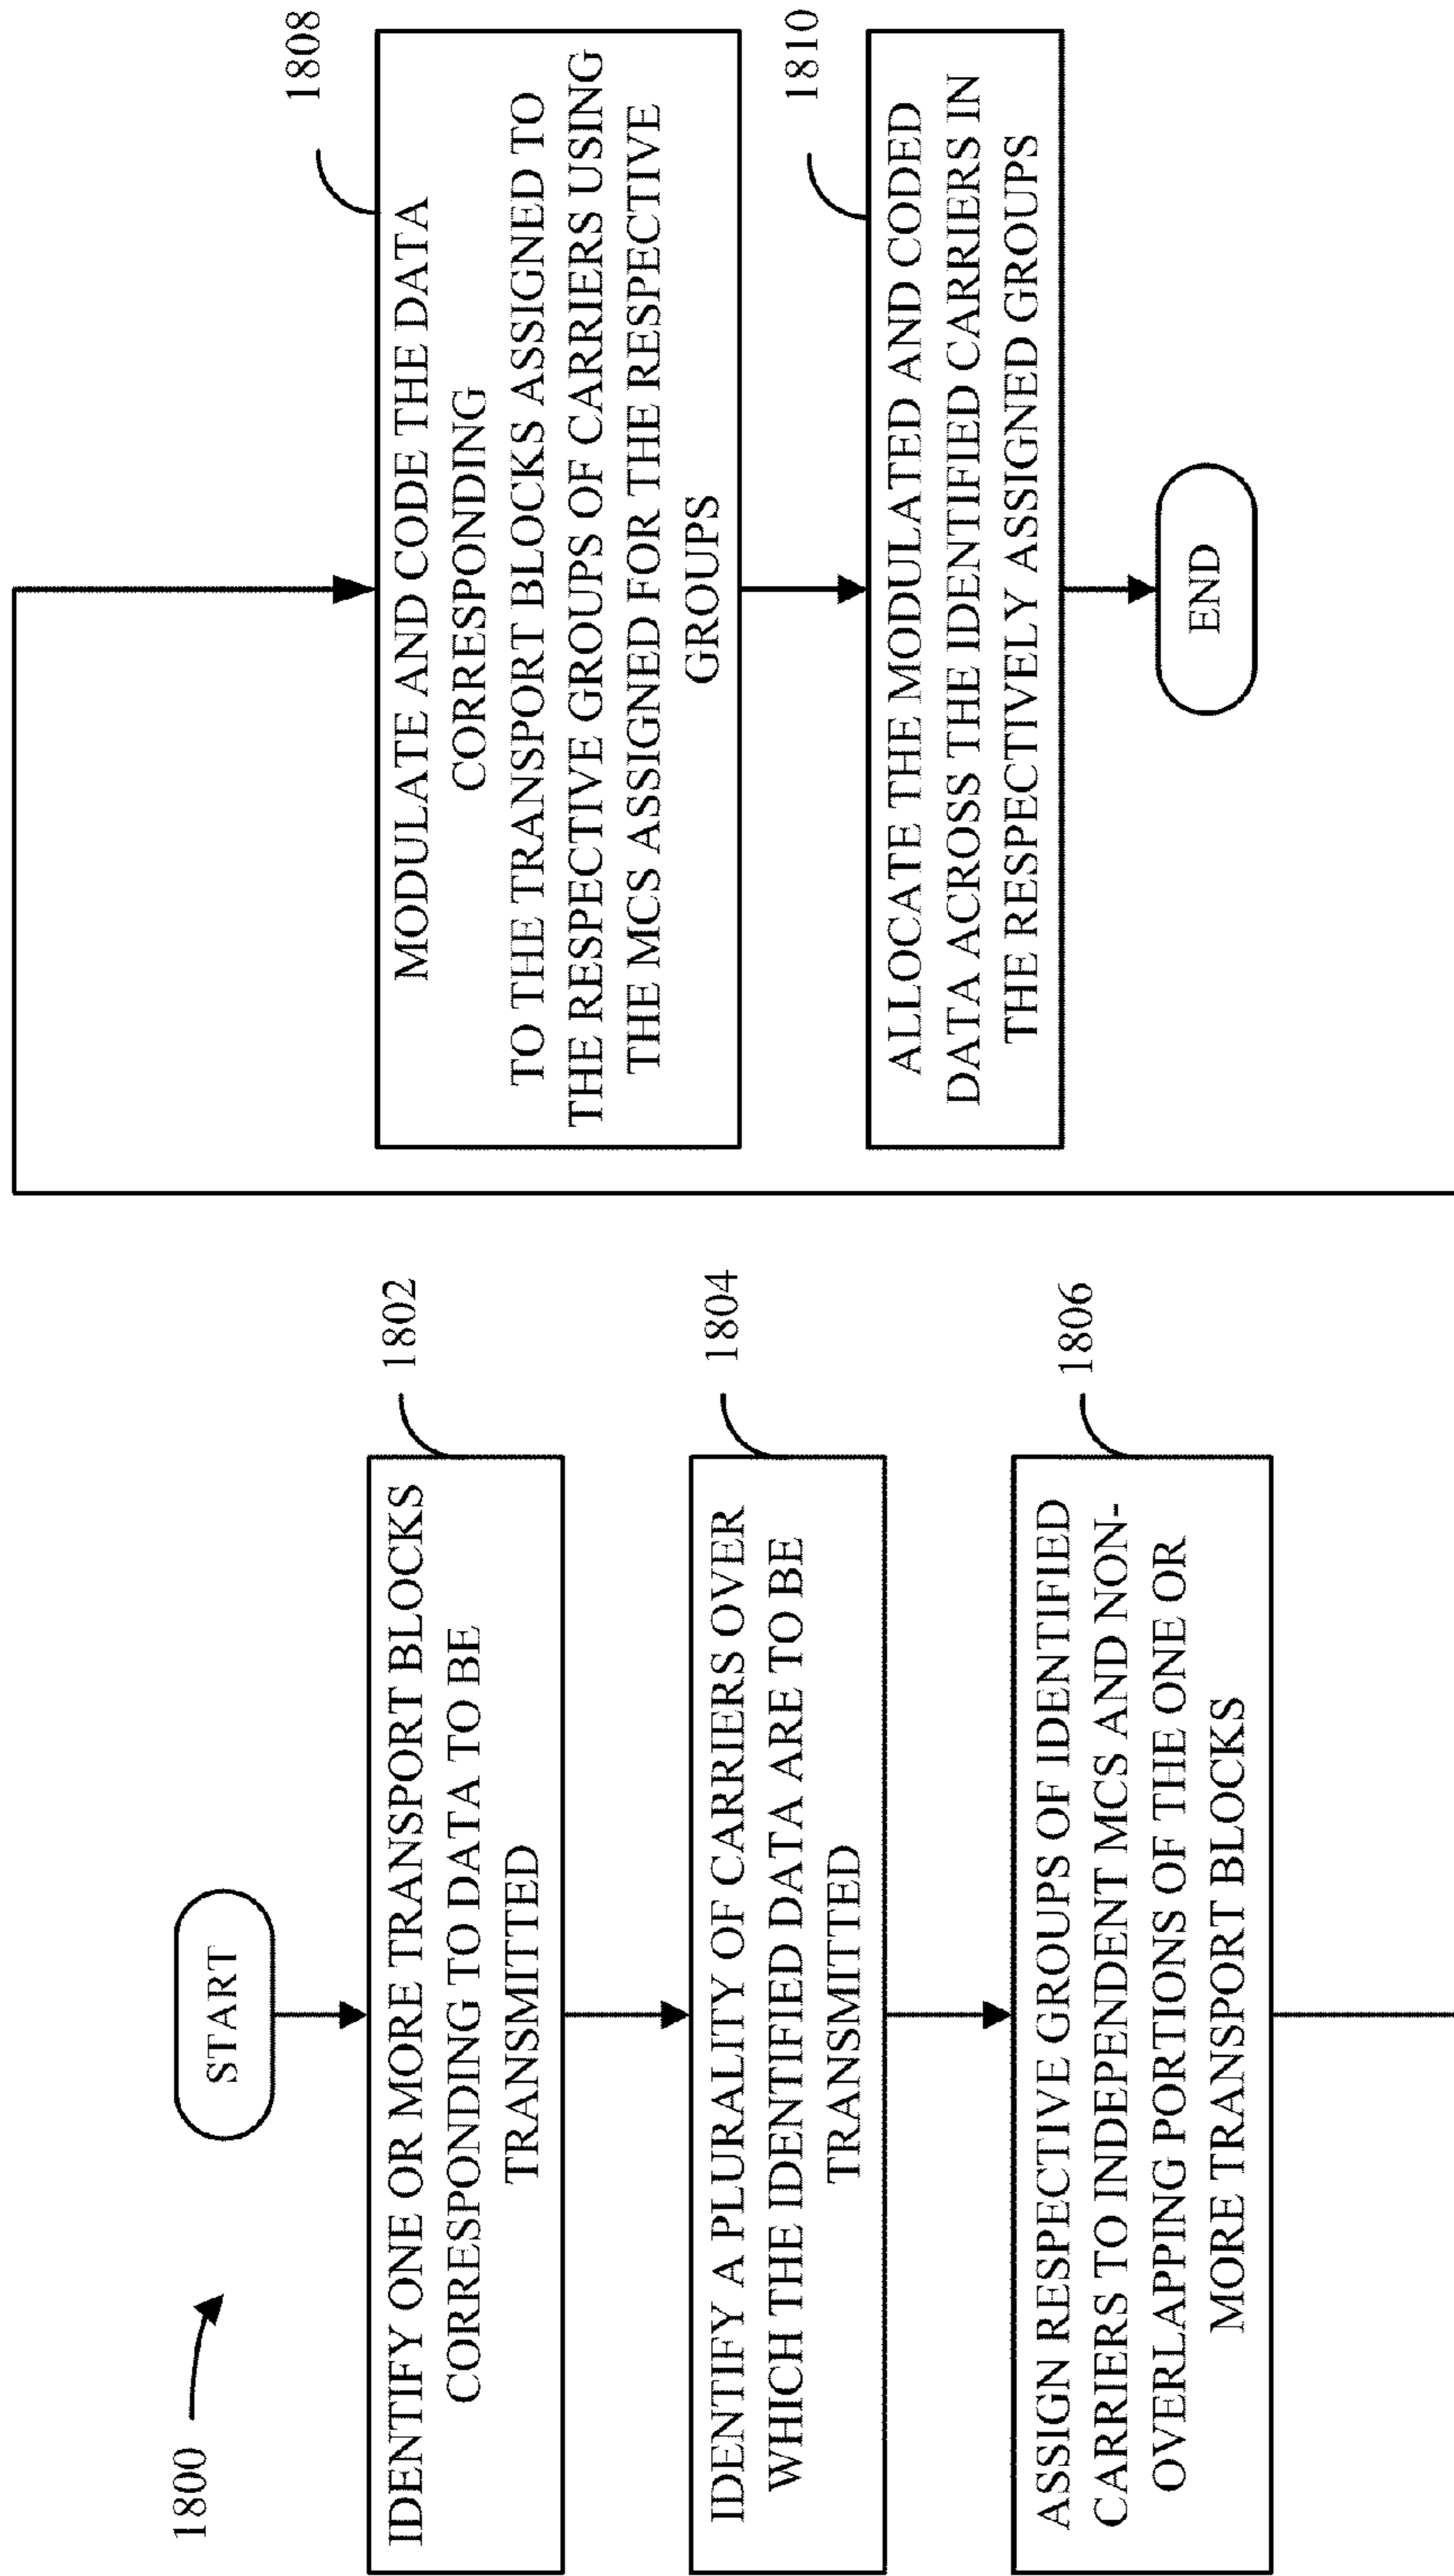 1800
START
1802
IDENTIFY ONE OR MORE TRANSPORT BLOCKS
CORRESPONDING TO DATA TO BE
TRANSMITTED
1804
IDENTIFY A PLURALITY OF CARRIERS OVER
WHICH THE IDENTIFIED DATA ARE TO BE
TRANSMITTED
1806
ASSIGN RESPECTIVE GROUPS OF IDENTIFIED
CARRIERS TO INDEPENDENT MCS AND NON-
OVERLAPPING PORTIONS OF THE ONE OR
MORE TRANSPORT BLOCKS
1808
MODULATE AND CODE THE DATA
CORRESPONDING
TO THE TRANSPORT BLOCKS ASSIGNED TO
THE RESPECTIVE GROUPS OF CARRIERS USING
THE MCS ASSIGNED FOR THE RESPECTIVE
GROUPS
1810
ALLOCATE THE MODULATED AND CODED
DATA ACROSS THE IDENTIFIED CARRIERS IN
THE RESPECTIVELY ASSIGNED GROUPS
END